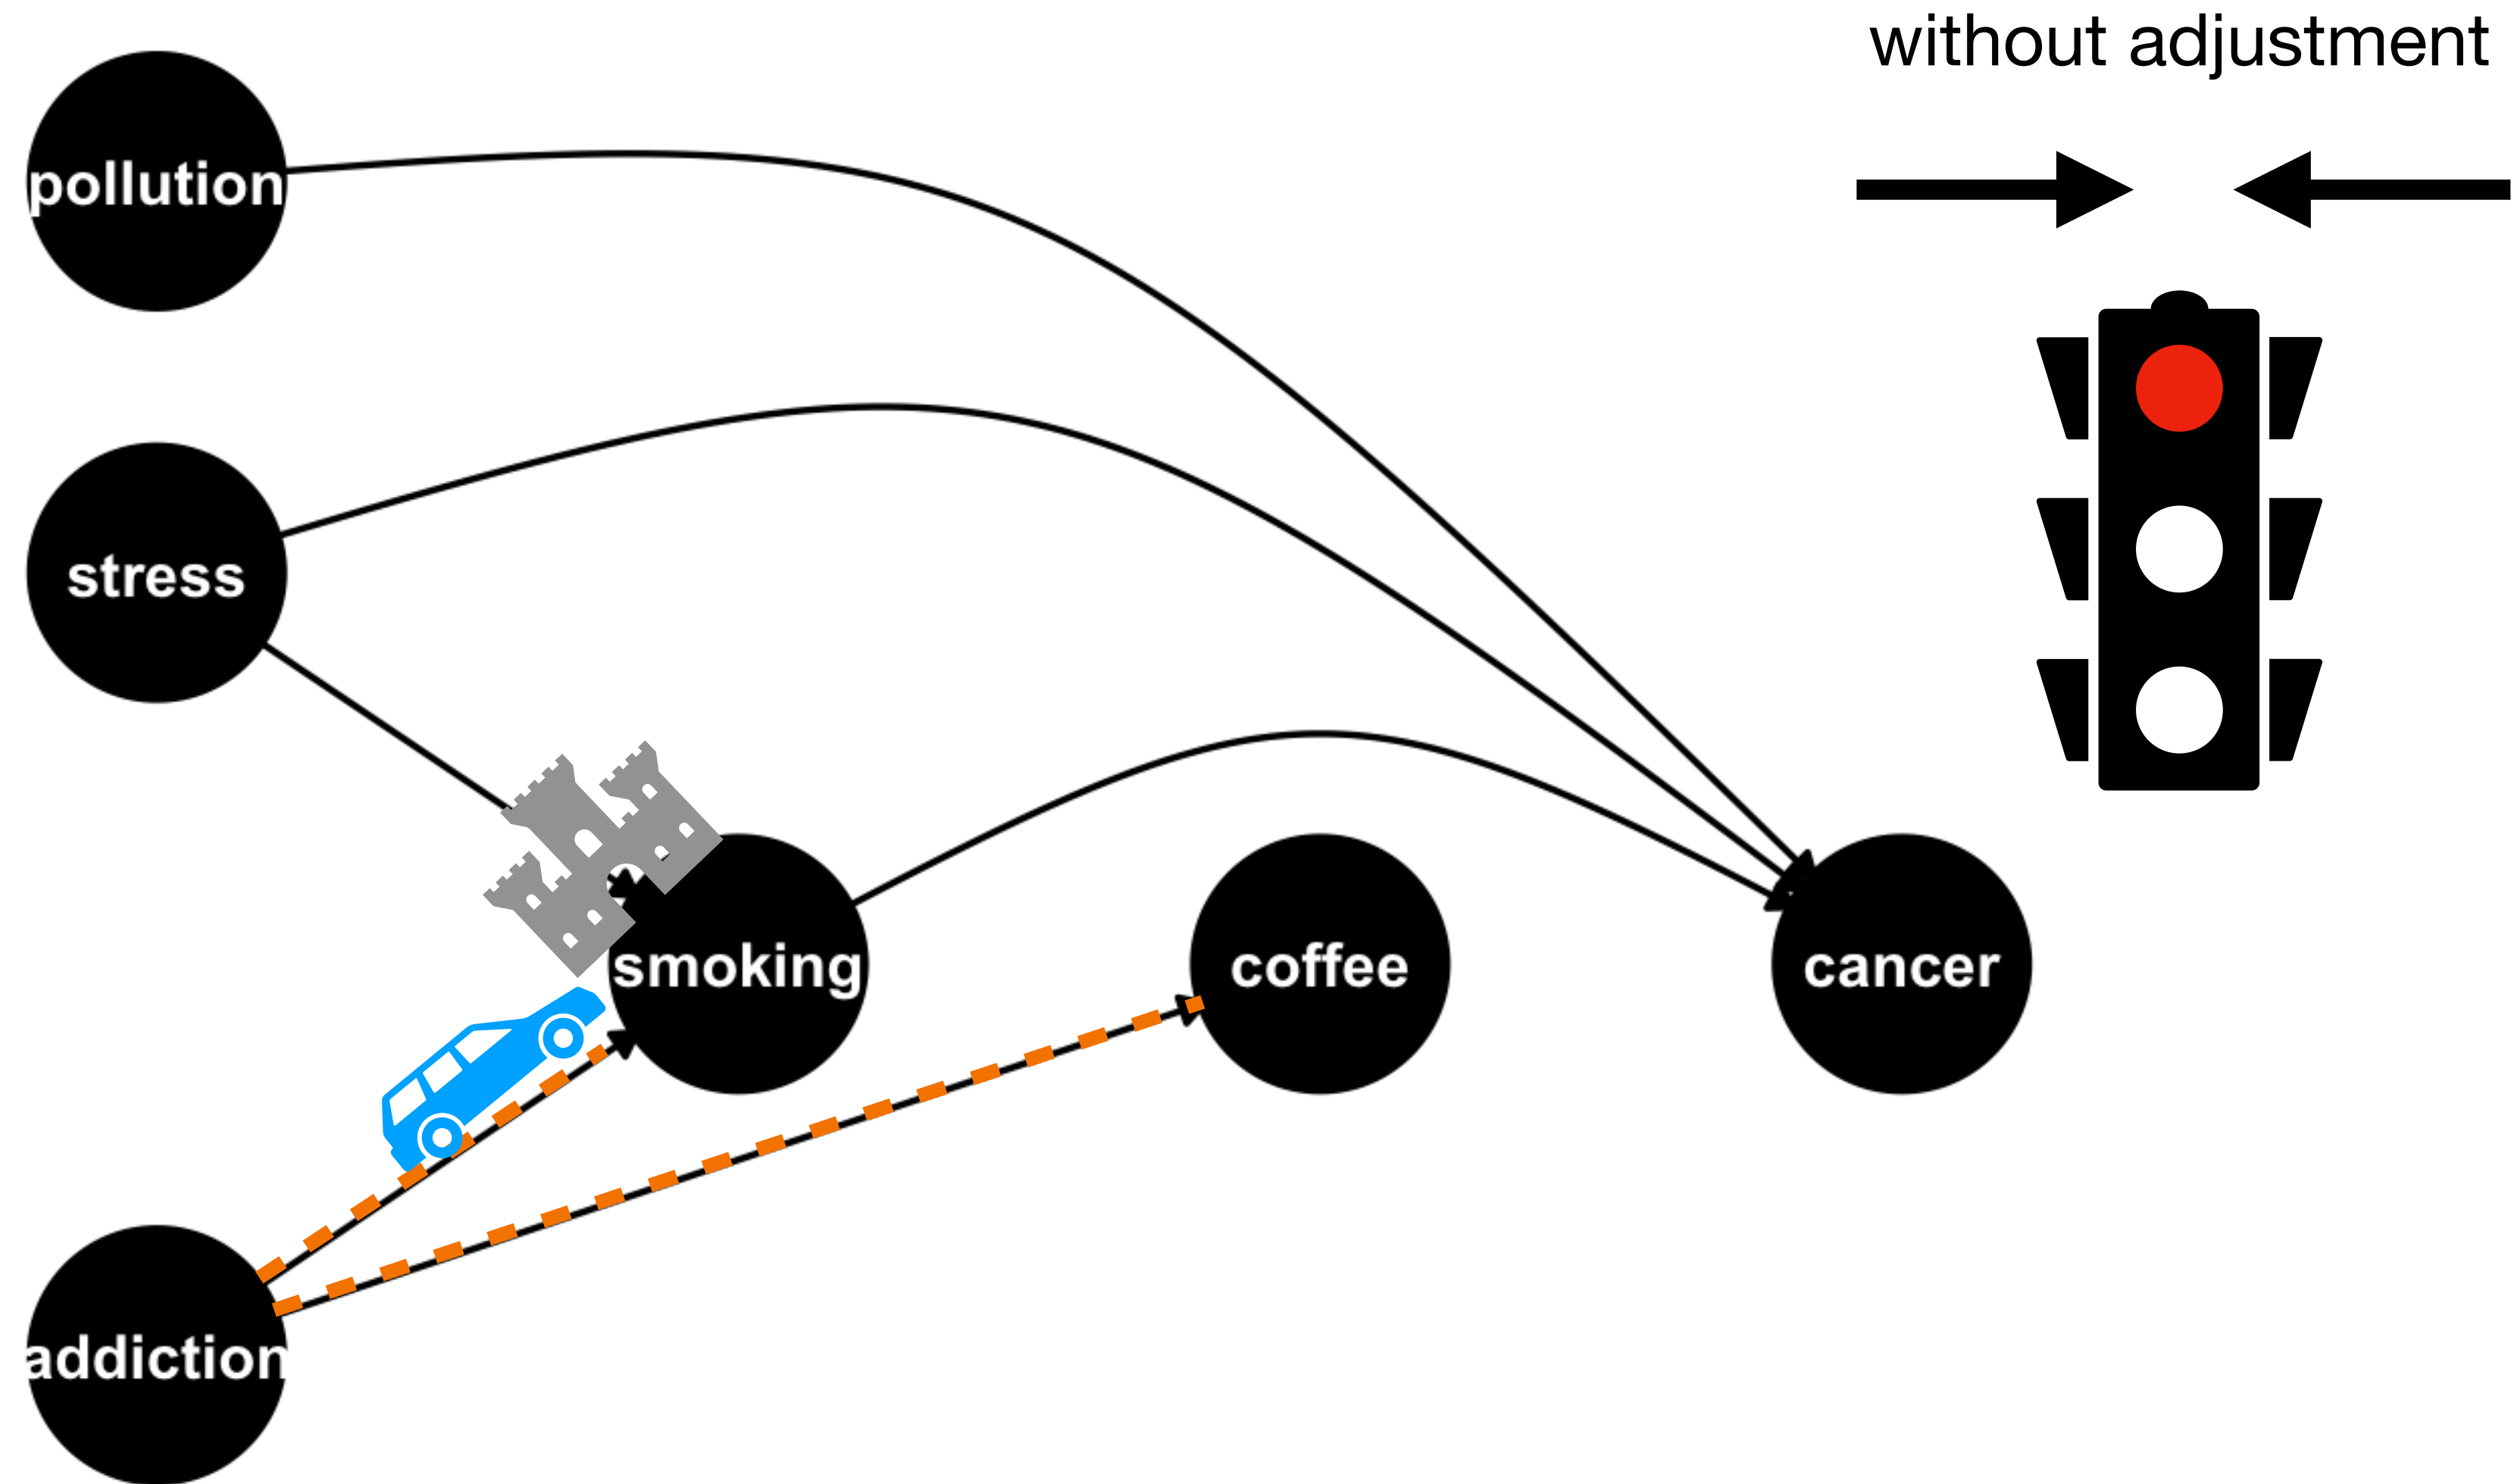 without adjustment
pollution
stress
smoking
coffee
cancer
addiction